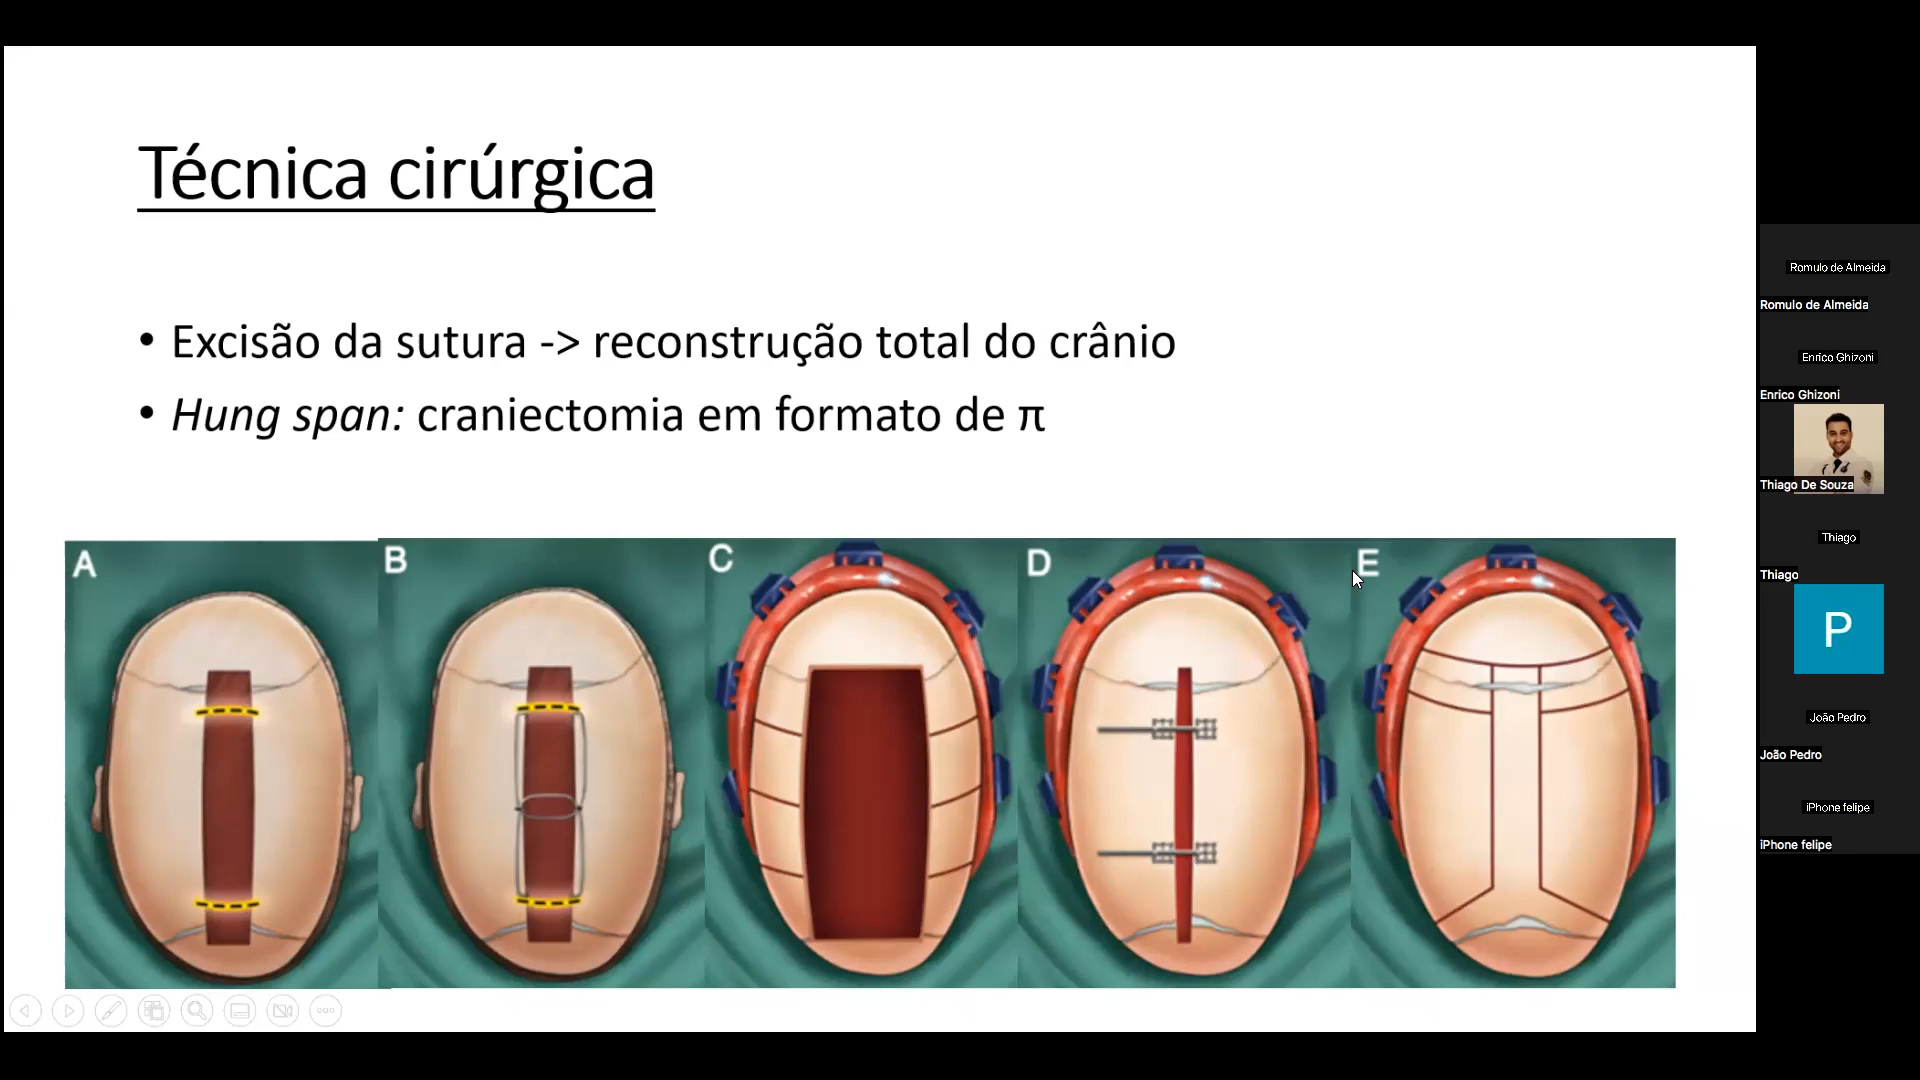 Técnica cirúrgica
• Excisão da sutura -> reconstrução total do crânio
• Hung span: craniectomia em formato de π
A
B
C
D
E
Romulo de Almeida
Romulo de Almeida
Enrico Ghizoni
Enrico Ghizoni
Thiago De Souza
Thiago
Thiago
P
João Pedro
João Pedro
iPhone felipe
iPhone felipe